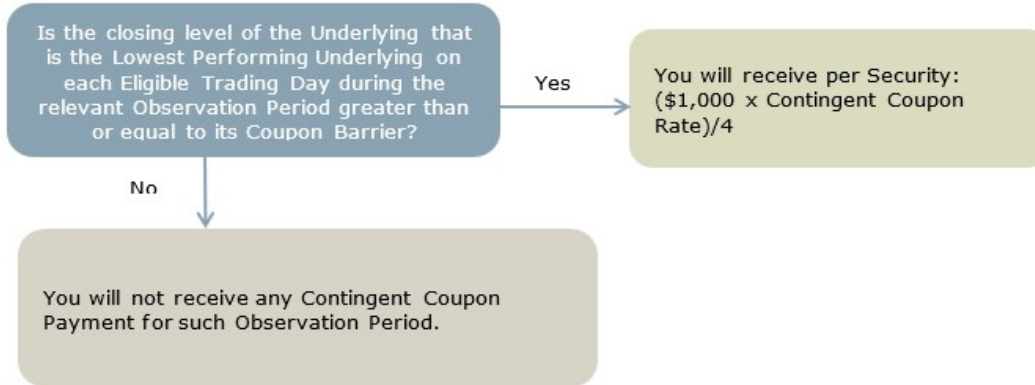 Is the closing level of the Underlying that
is the Lowest Performing Underlying on
each Eligible Trading Day during the
relevant Observation Period greater than
or equal to its Coupon Barrier?
Yes
You will receive per Security:
($1,000 x Contingent Coupon
Rate)/4
No
You will not receive any Contingent Coupon
Payment for such Observation Period.